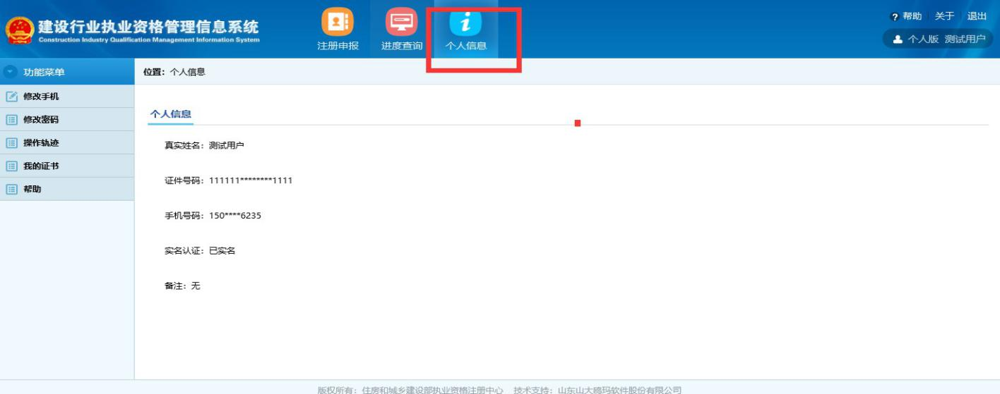 建设行业执业资格管理信息系统
Construction Industry Qualification Management Information System
注册申报
进度查询
个人信息
帮助 关于 退出
个人版 测试用户
功能菜单
修改手机
修改密码
操作轨迹
我的证书
帮助
位置：个人信息
个人信息
真实姓名：测试用户
证件号码：111111********1111
手机号码：150****6235
实名认证：已实名
备注：无
版权所有：住房和城乡建设部执业资格注册中心 技术支持：山东山大鸥玛软件股份有限公司